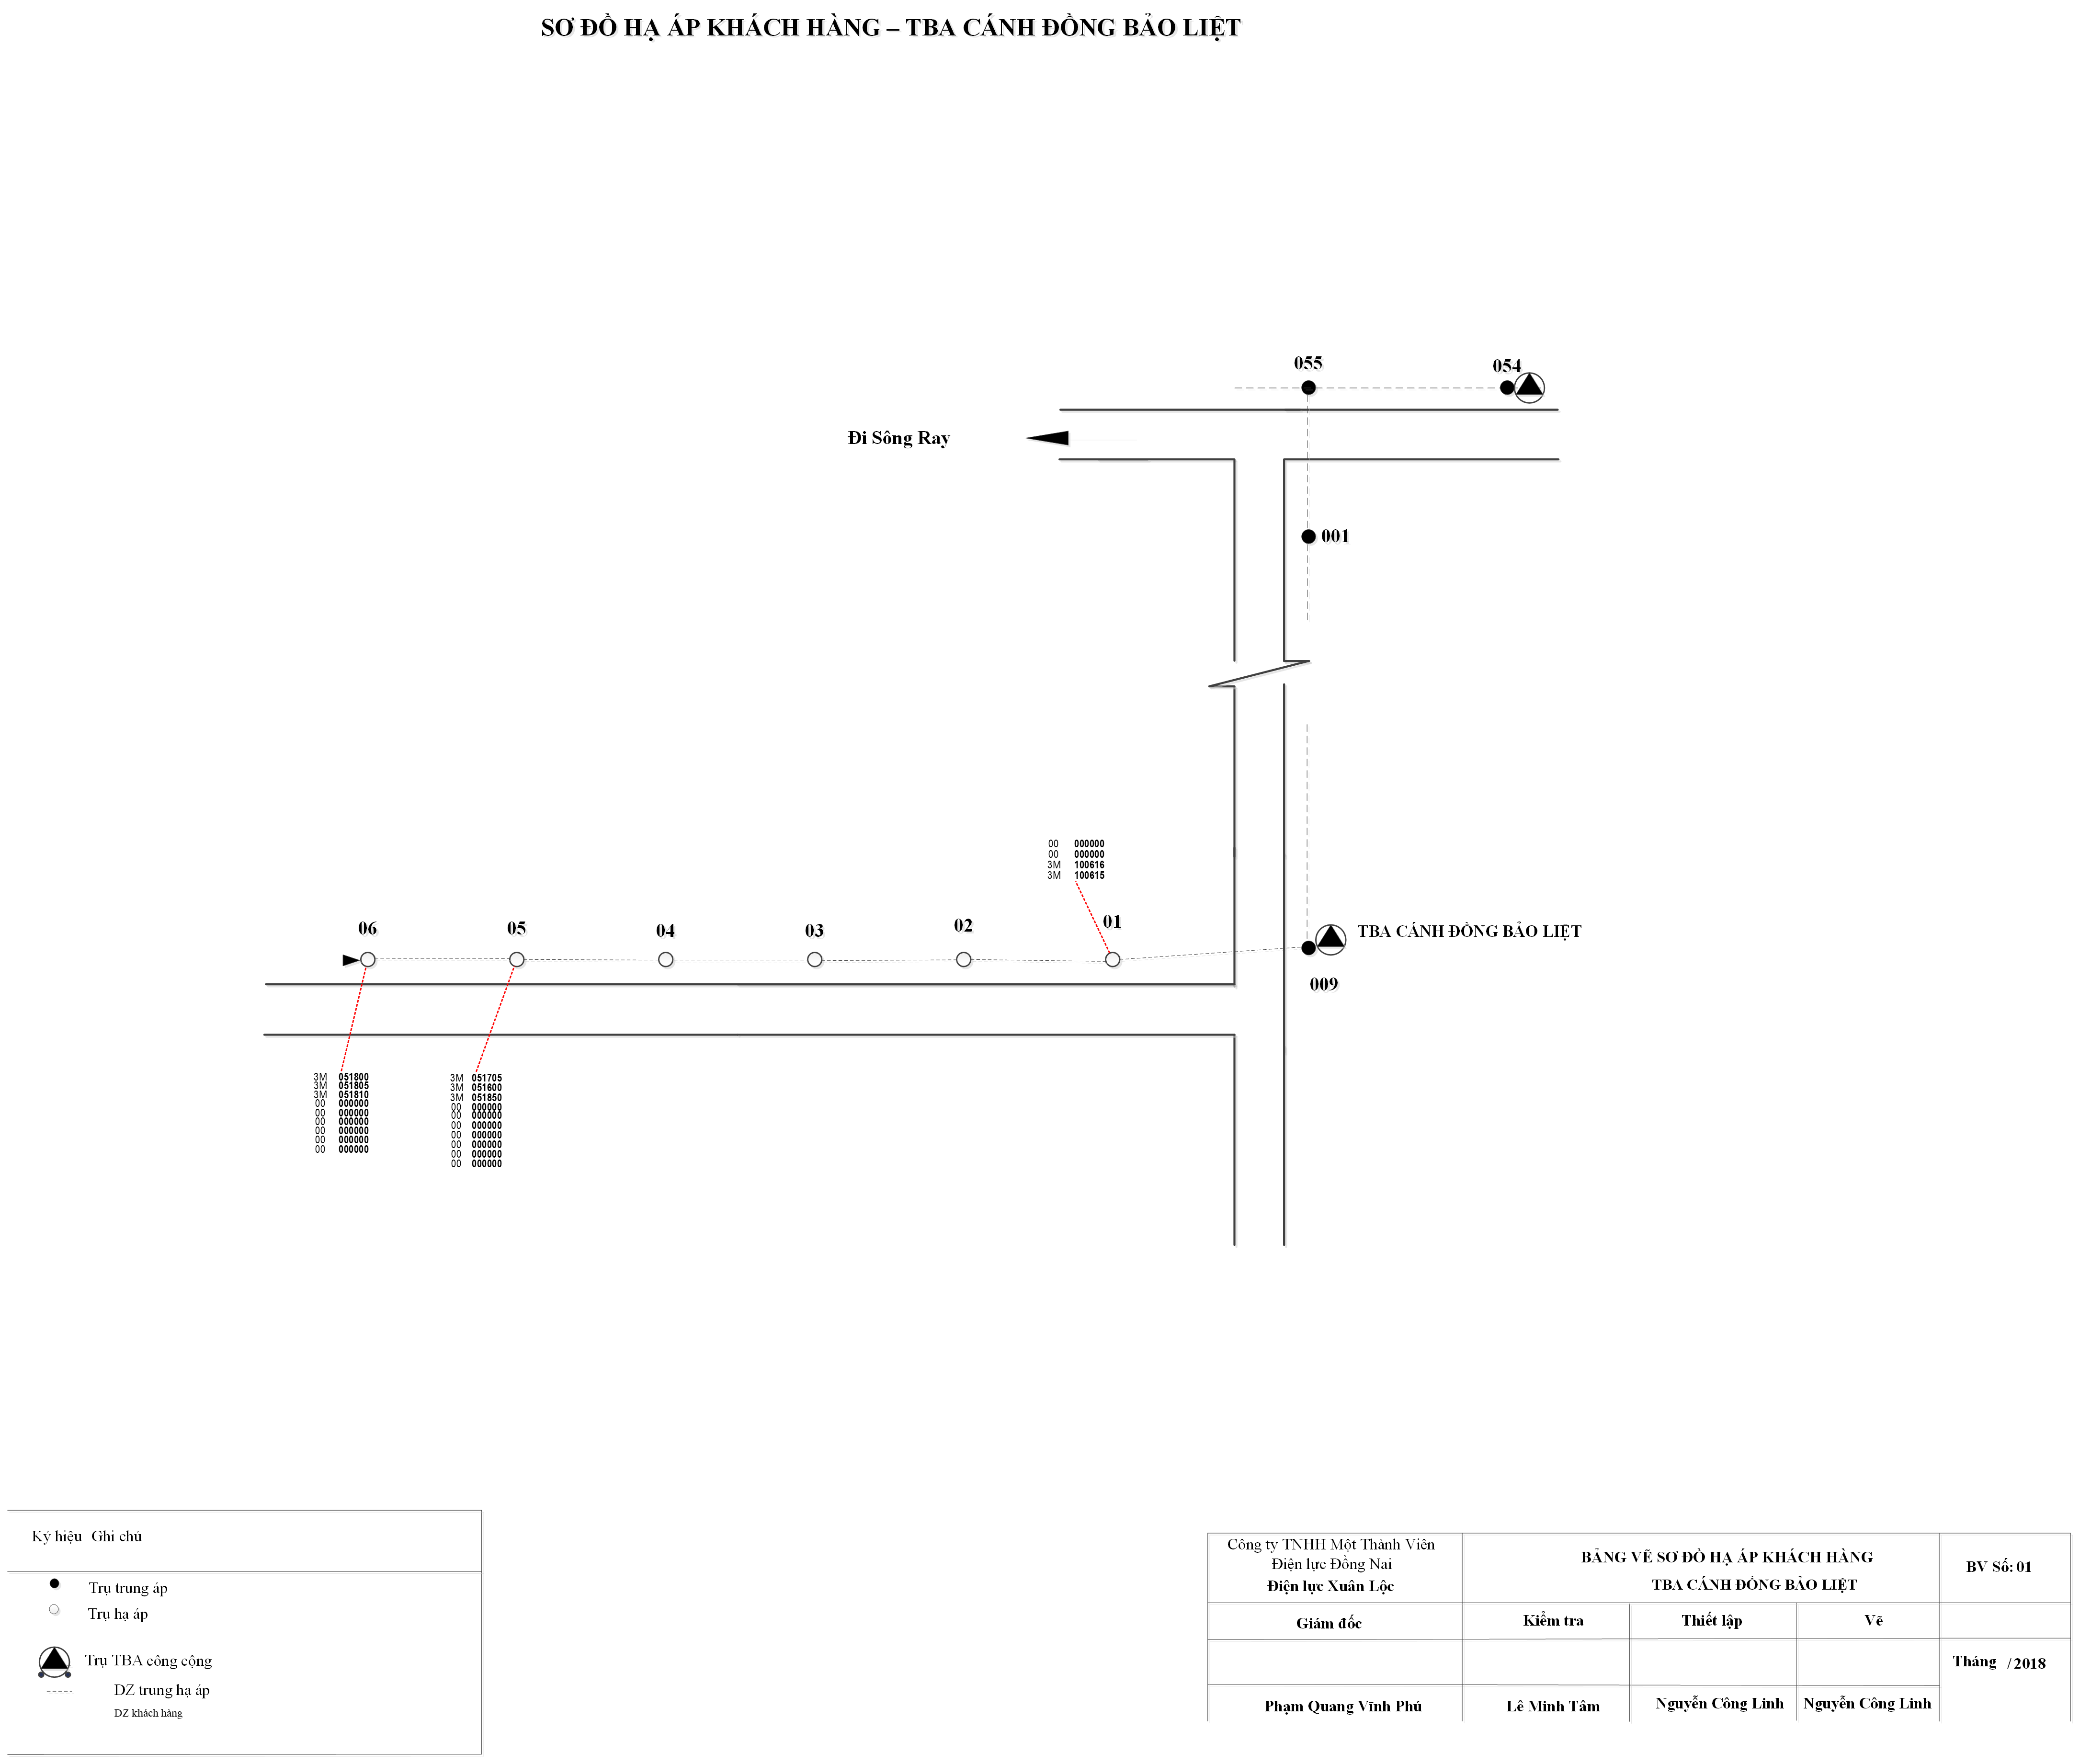 SƠ ĐỒ HẠ ÁP KHÁCH HÀNG – TBA CÁNH ĐỒNG BẢO LIỆT
055
054
Đi Sông Ray
001
00 000000
00 000000
3M 100616
3M 100615
06
05
04
03
02
01
TBA CÁNH ĐỒNG BẢO LIỆT
009
3M 051800
3M 051805
3M 051810
00 000000
00 000000
00 000000
00 000000
00 000000
00 000000
3M 051705
3M 051600
3M 051850
00 000000
00 000000
00 000000
00 000000
00 000000
00 000000
00 000000
Ký hiệu Ghi chú
Trụ trung áp
Trụ hạ áp
Trụ TBA công cộng
DZ trung hạ áp
DZ khách hàng
Công ty TNHH Một Thành Viên
Điện lực Đồng Nai
Điện lực Xuân Lộc
BẢNG VẼ SƠ ĐỒ HẠ ÁP KHÁCH HÀNG
TBA CÁNH ĐỒNG BẢO LIỆT
BV Số: 01
Giám đốc
Kiểm tra
Thiết lập
Vẽ
Tháng / 2018
Phạm Quang Vĩnh Phú
Lê Minh Tâm
Nguyễn Công Linh
Nguyễn Công Linh